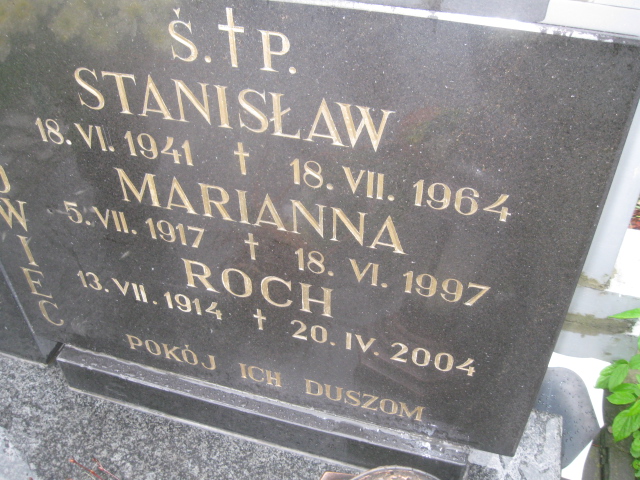 Ś.†P.
STANISŁAW
18.VI.1941 † 18.VII.1964
MARIANNA
5.VII.1917 † 18.VI.1997
ROCH
13.VII.1914 † 20.IV.2004
POKÓJ ICH DUSZOM